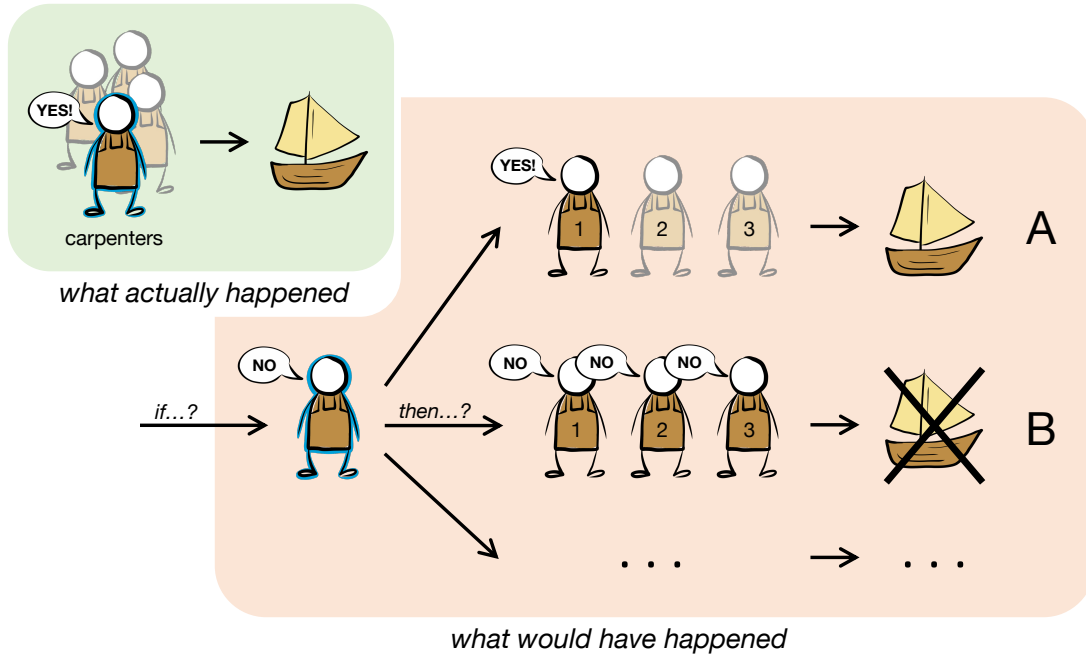 YES!
carpenters
what actually happened
YES!
1 2 3
A
NO
if...?
then...?
NO NO NO
1 2 3
B
. . . . . .
what would have happened